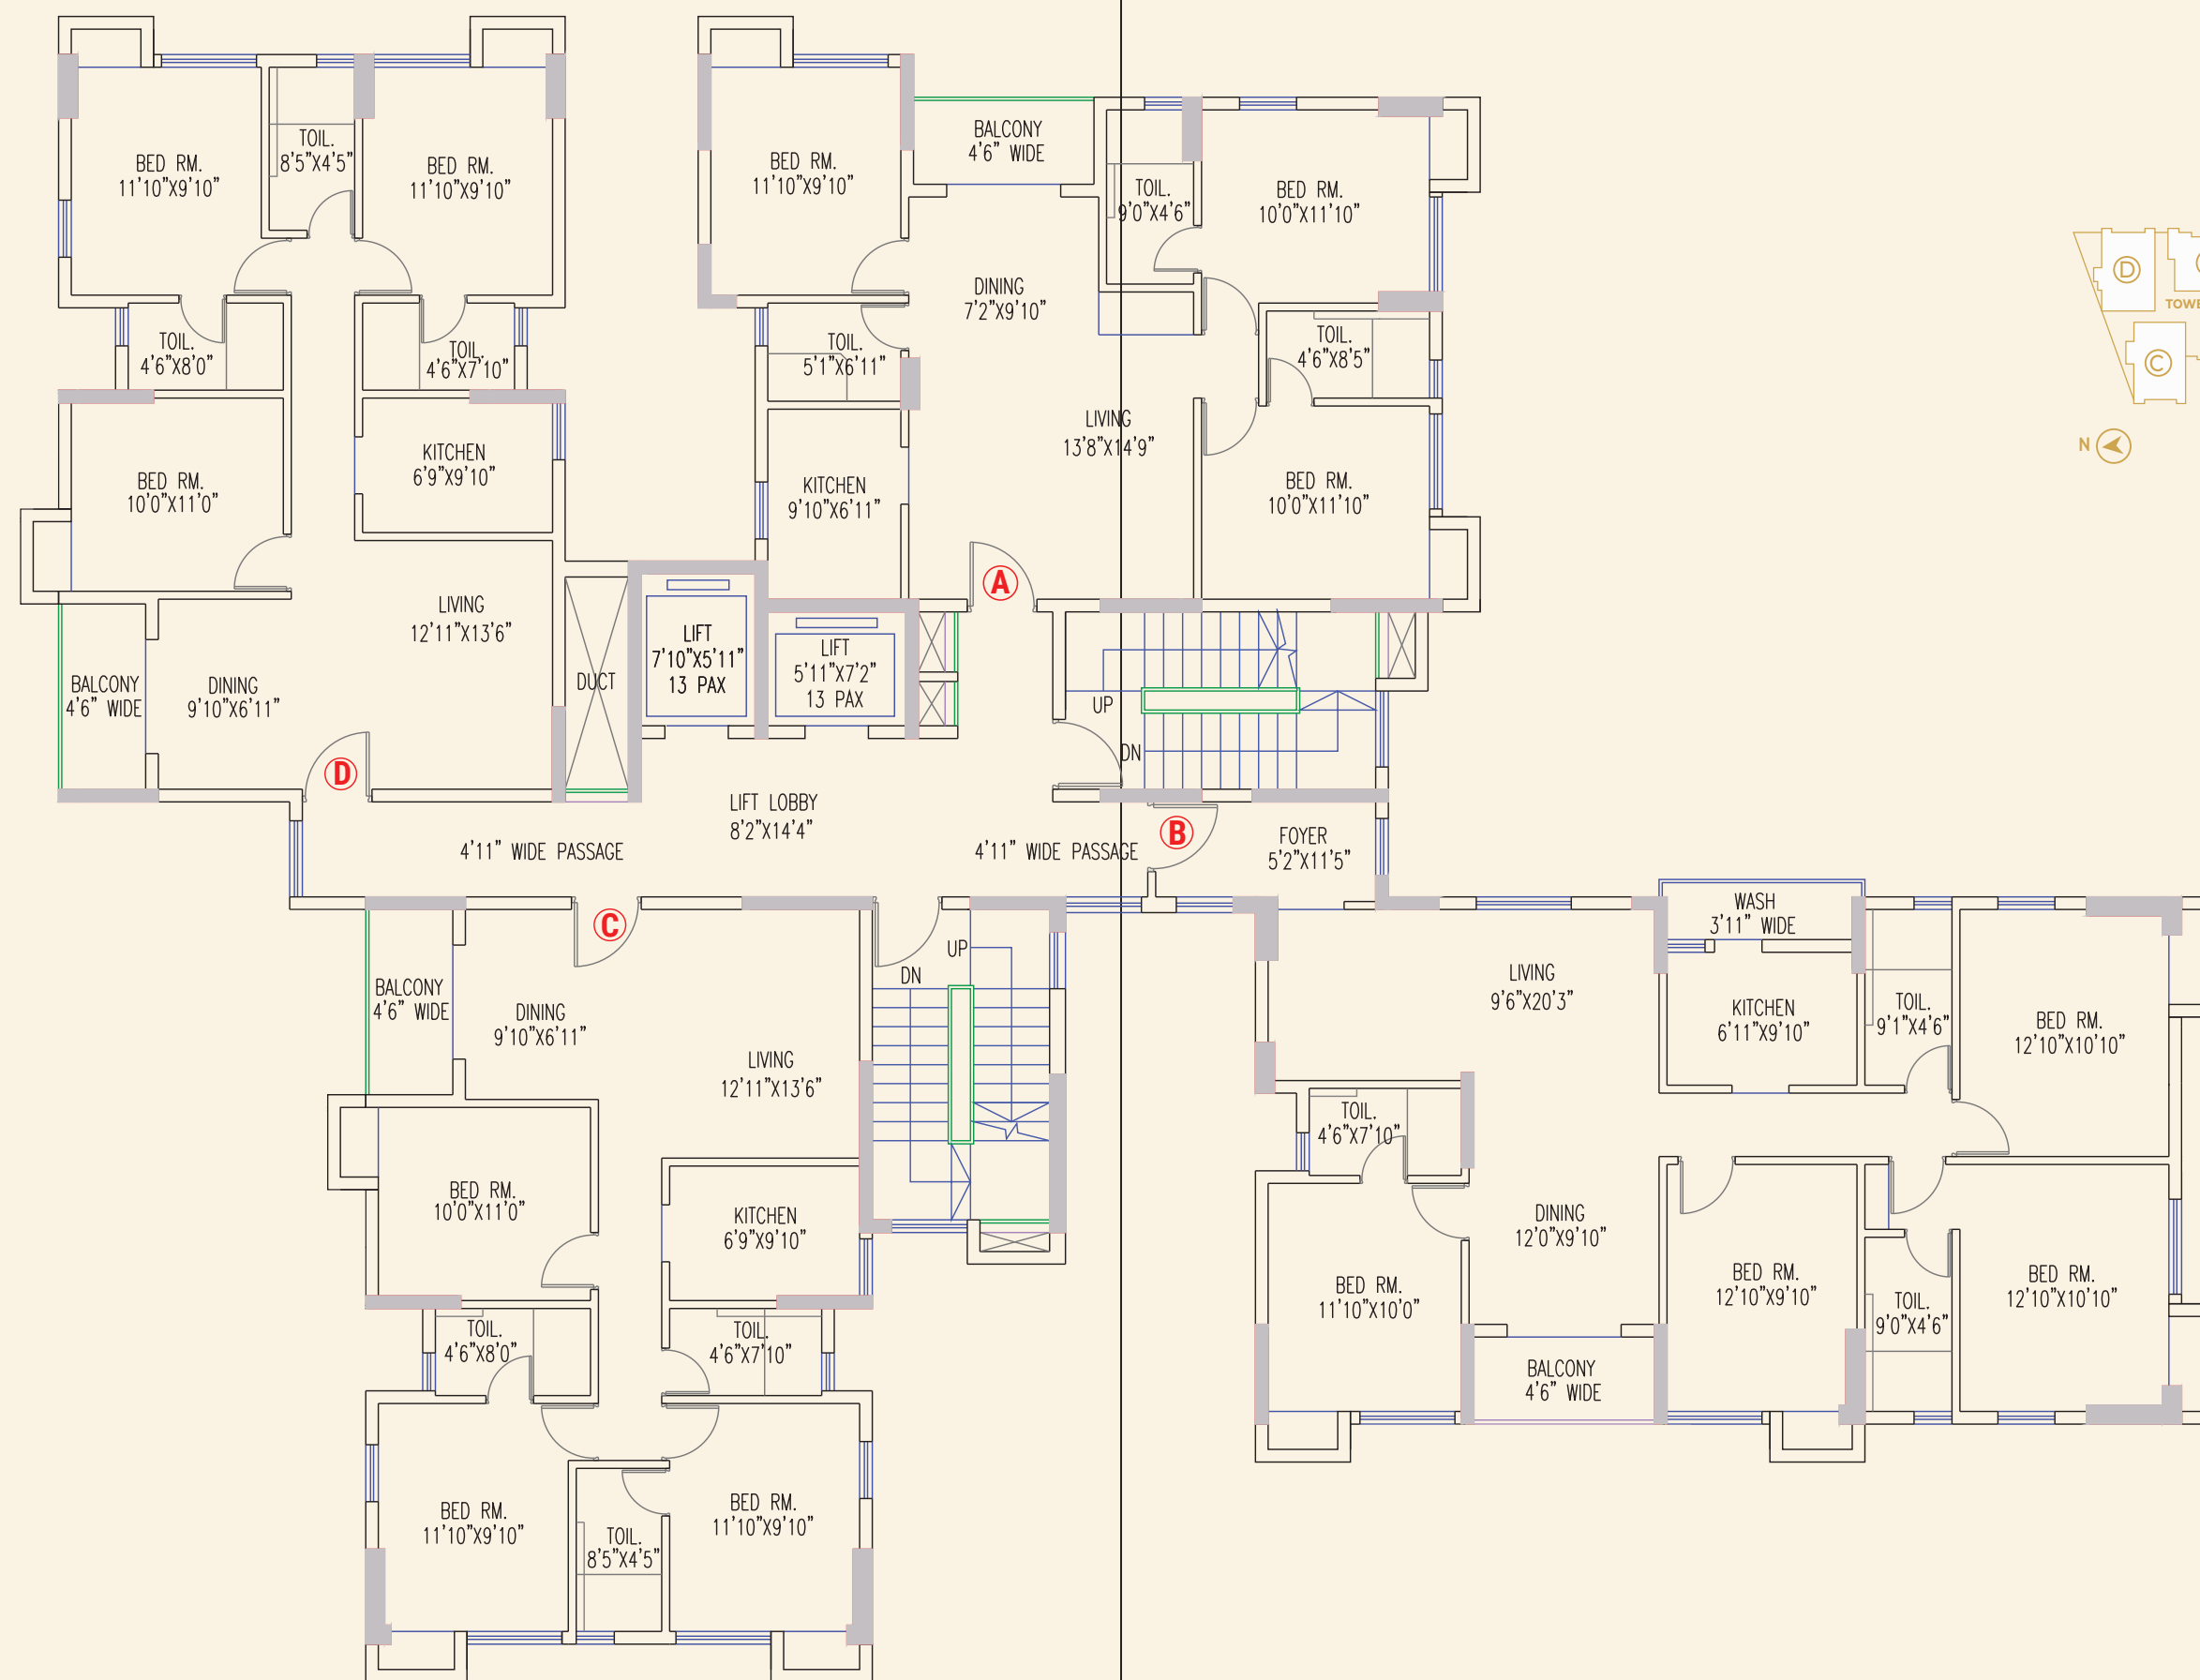 BED RM.
11'10"X9'10"
TOIL.
8'5"X4'5"
BED RM.
11'10"X9'10"
TOIL.
4'6"X8'0"
TOIL.
4'6"X7'10"
BED RM.
10'0"X11'0"
KITCHEN
6'9"X9'10"
LIVING
12'11"X13'6"
BALCONY
4'6" WIDE
DINING
9'10"X6'11"
D
DUCT
BED RM.
11'10"X9'10"
BALCONY
4'6" WIDE
TOIL.
9'0"X4'6"
BED RM.
10'0"X11'10"
DINING
7'2"X9'10"
TOIL.
5'1"X6'11"
TOIL.
4'6"X8'5"
LIVING
13'8"X14'9"
KITCHEN
9'10"X6'11"
BED RM.
10'0"X11'10"
A
LIFT
7'10"X5'11"
13 PAX
LIFT
5'11"X7'2"
13 PAX
UP
DN
LIFT LOBBY
8'2"X14'4"
4'11" WIDE PASSAGE
4'11" WIDE PASSAGE
B
FOYER
5'2"X11'5"
C
BALCONY
4'6" WIDE
DINING
9'10"X6'11"
LIVING
12'11"X13'6"
UP
DN
BED RM.
10'0"X11'0"
KITCHEN
6'9"X9'10"
TOIL.
4'6"X8'0"
TOIL.
4'6"X7'10"
BED RM.
11'10"X9'10"
TOIL.
8'5"X4'5"
BED RM.
11'10"X9'10"
LIVING
9'6"X20'3"
WASH
3'11" WIDE
KITCHEN
6'11"X9'10"
TOIL.
9'1"X4'6"
BED RM.
12'10"X10'10"
TOIL.
4'6"X7'10"
DINING
12'0"X9'10"
BED RM.
11'10"X10'0"
BED RM.
12'10"X9'10"
TOIL.
9'0"X4'6"
BED RM.
12'10"X10'10"
BALCONY
4'6" WIDE
D
C
N